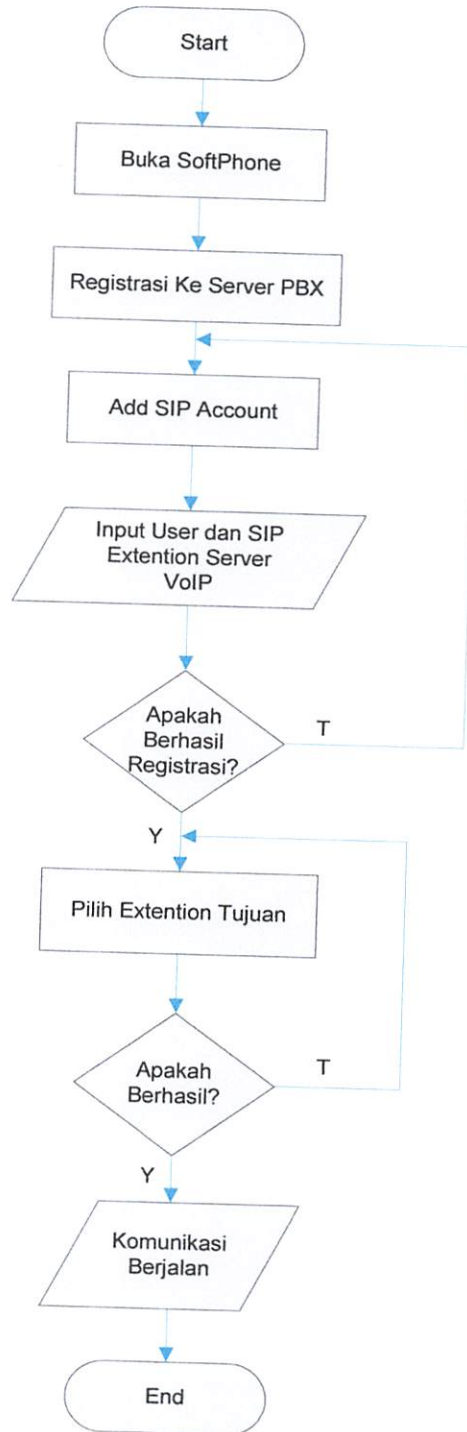 Start
Buka SoftPhone
Registrasi Ke Server PBX
Add SIP Account
Input User dan SIP
Extention Server
VoIP
Apakah
Berhasil
Registrasi?
T
Y
Pilih Extention Tujuan
Apakah
Berhasil?
T
Y
Komunikasi
Berjalan
End